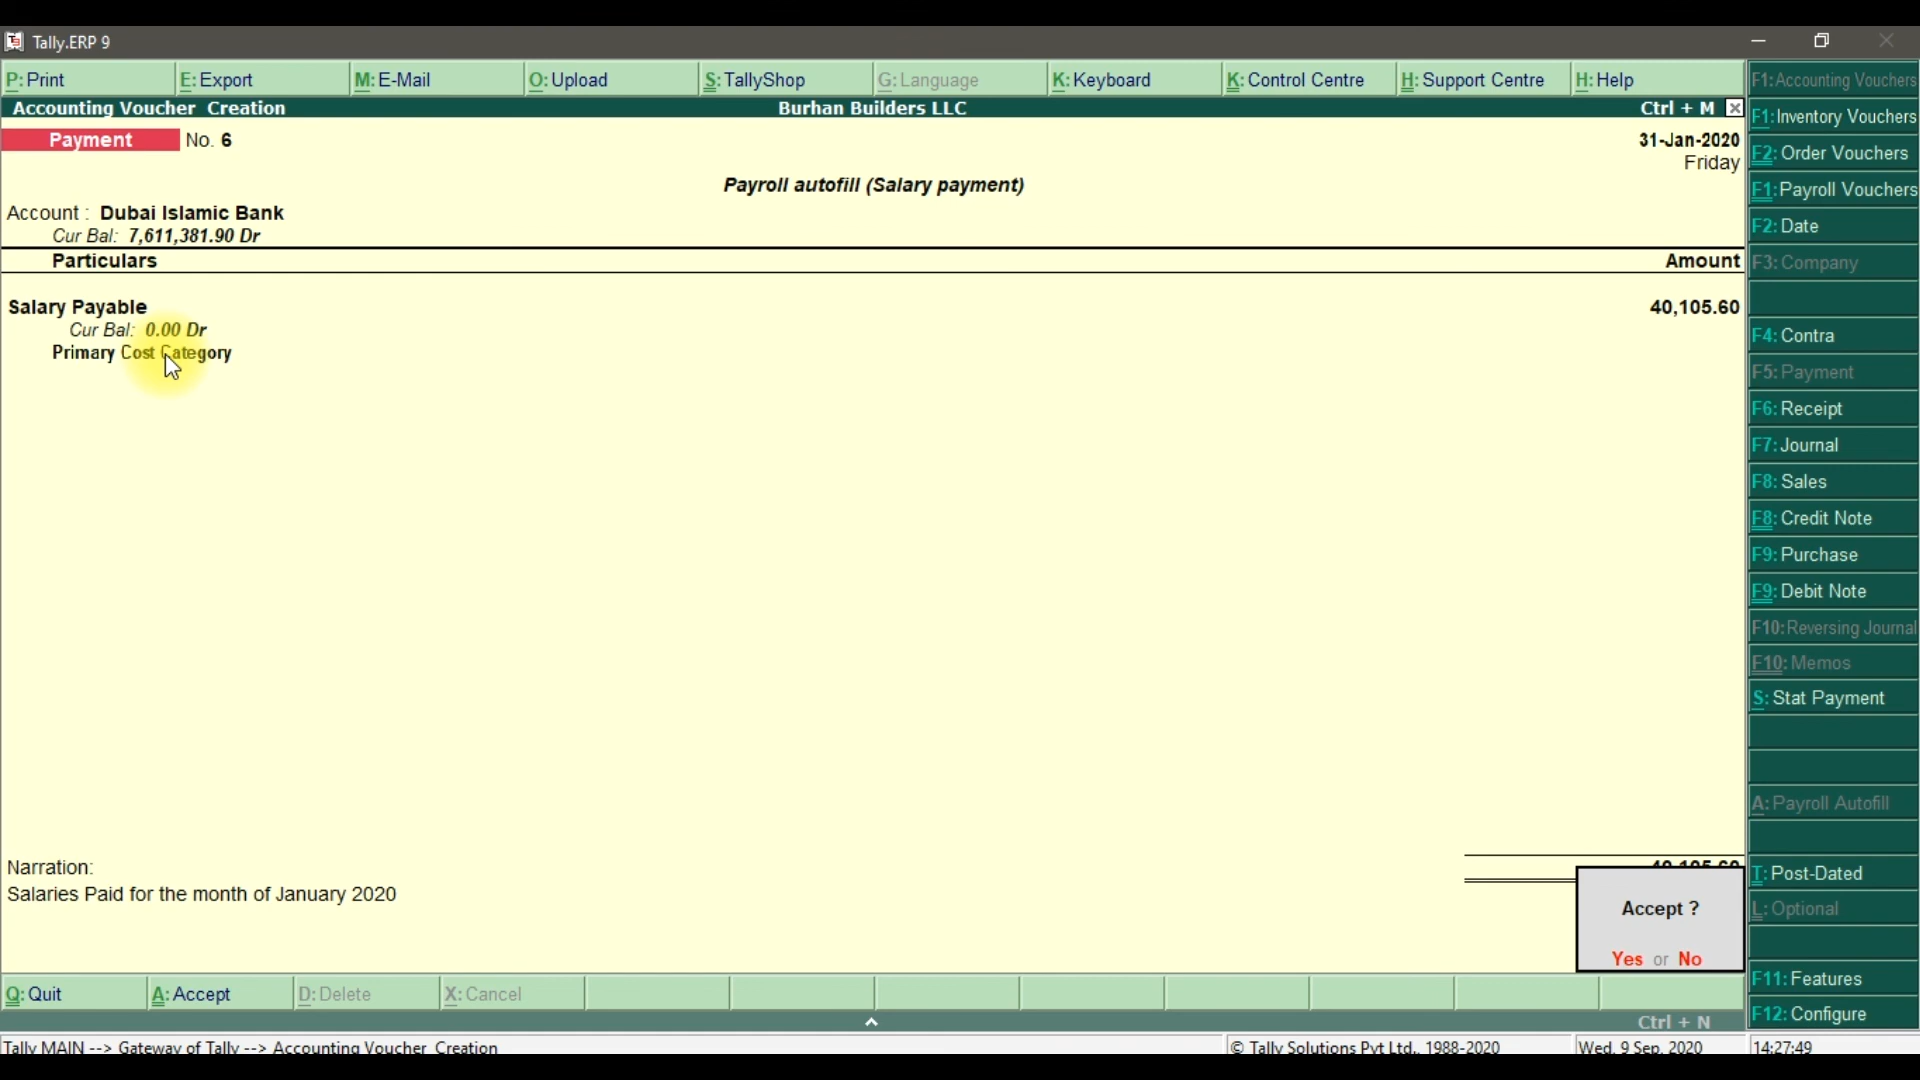 Tally.ERP 9
P: Print E: Export M: E-Mail O: Upload S: TallyShop G: Language K: Keyboard K: Control Centre H: Support Centre H: Help
Accounting Voucher Creation Burhan Builders LLC Ctrl + M
Payment No. 6 31-Jan-2020
Friday
Payroll autofill (Salary payment)
Account : Dubai Islamic Bank
Cur Bal: 7,611,381.90 Dr
Particulars Amount
Salary Payable 40,105.60
Cur Bal: 0.00 Dr
Primary Cost Category
Narration: 40,105.60
Salaries Paid for the month of January 2020
Accept ?
Yes or No
Q: Quit A: Accept D: Delete X: Cancel
Ctrl + N
Tally MAIN --> Gateway of Tally --> Accounting Voucher Creation © Tally Solutions Pvt Ltd., 1988-2020 Wed, 9 Sep, 2020 14:27:49
F1: Accounting Vouchers
F1: Inventory Vouchers
F2: Order Vouchers
F1: Payroll Vouchers
F2: Date
F3: Company
F4: Contra
F5: Payment
F6: Receipt
F7: Journal
F8: Sales
F8: Credit Note
F9: Purchase
F9: Debit Note
F10: Reversing Journal
F10: Memos
S: Stat Payment
A: Payroll Autofill
T: Post-Dated
L: Optional
F11: Features
F12: Configure